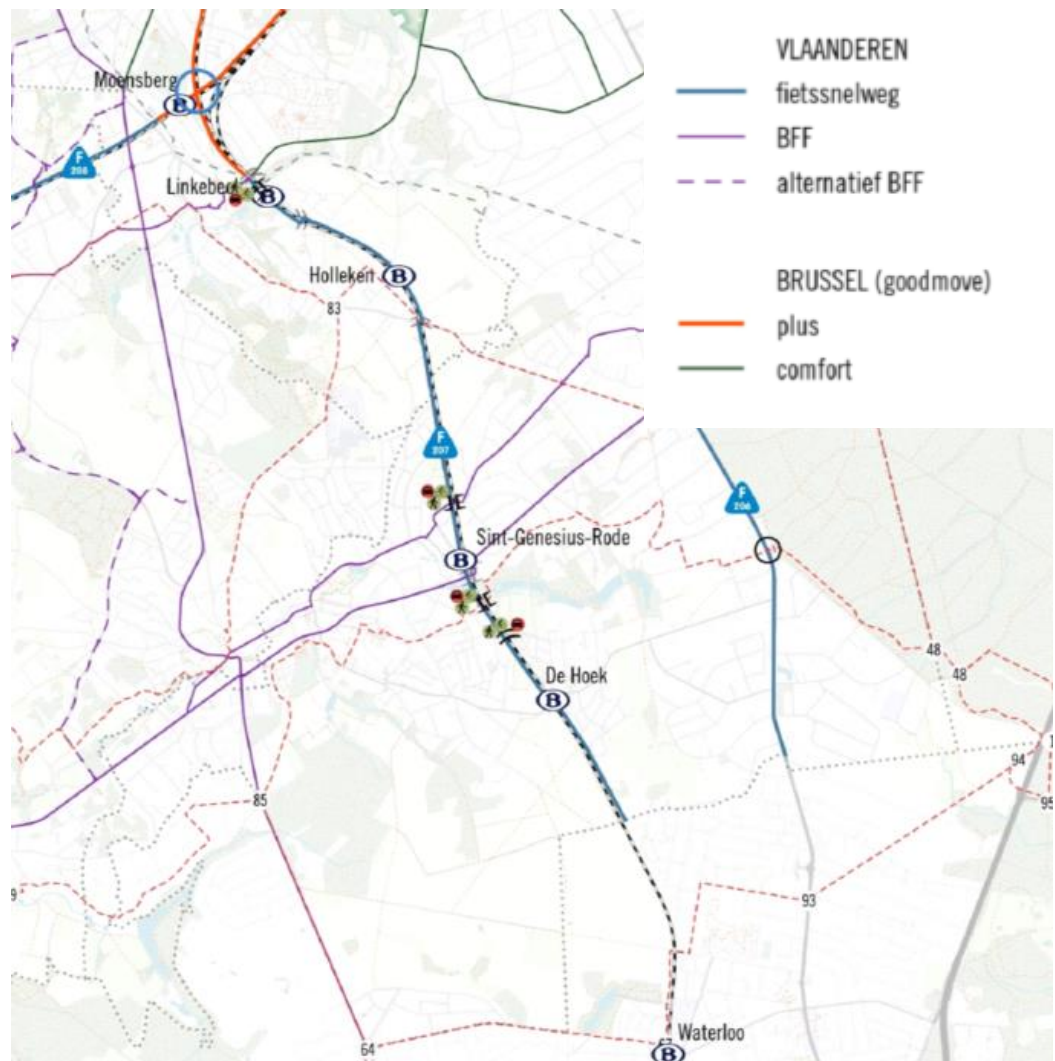 VLAANDEREN
fietssnelweg
BFF
alternatief BFF
BRUSSEL (goodmove)
plus
comfort
Moensberg
B
F
208
Linkebeek
B
Holleken
B
83
F
207
F
206
Sint-Genesius-Rode
B
48
48
De Hoek
B
94
95
85
93
64
Waterloo
B